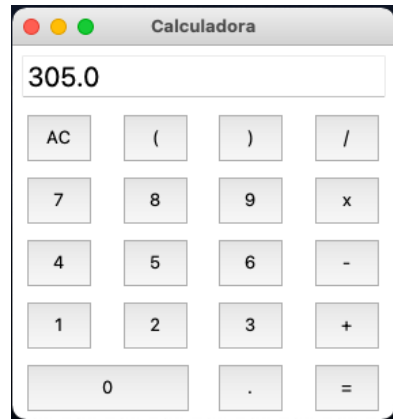 Calculadora
305.0
AC ( ) /
7 8 9 x
4 5 6 -
1 2 3 +
0 . =